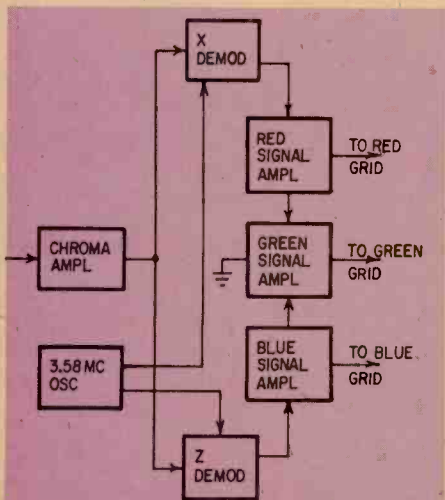 X
DEMOD
RED
SIGNAL
AMPL
TO RED
GRID
CHROMA
AMPL
GREEN
SIGNAL
AMPL
TO GREEN
GRID
3.58 MC
OSC
BLUE
SIGNAL
AMPL
TO BLUE
GRID
Z
DEMOD